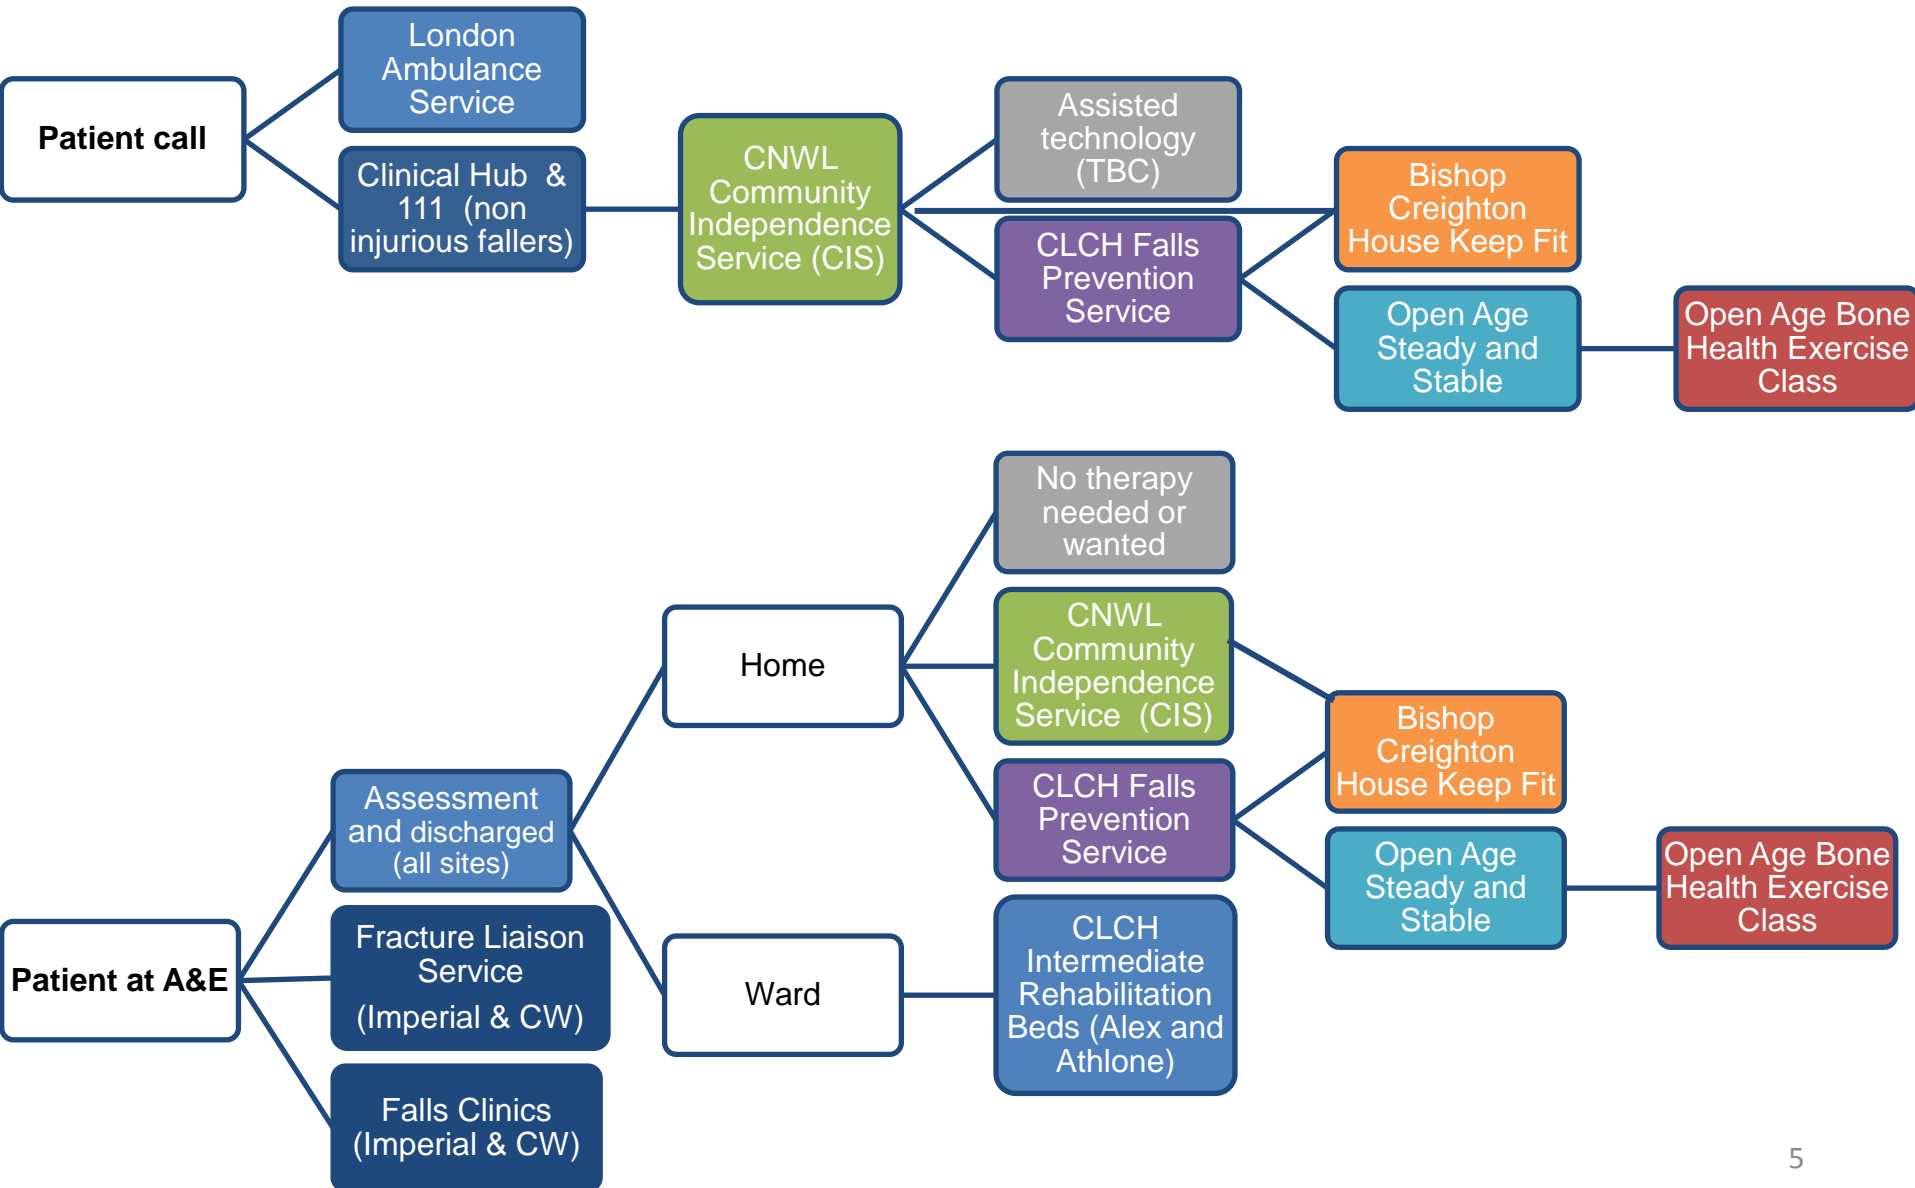 London
Ambulance
Service
Patient call
Clinical Hub & 
111 (non
injurious fallers)
CNWL
Community
Independence
Service (CIS)
Assisted
technology
(TBC)
CLCH Falls
Prevention
Service
Bishop
Creighton
House Keep Fit
Open Age
Steady and
Stable
Open Age Bone
Health Exercise
Class
No therapy
needed or
wanted
Home
CNWL
Community
Independence
Service (CIS)
CLCH Falls
Prevention
Service
Bishop
Creighton
House Keep Fit
Open Age
Steady and
Stable
Open Age Bone
Health Exercise
Class
Assessment
and discharged
(all sites)
Patient at A&E
Fracture Liaison
Service
(Imperial & CW)
Ward
CLCH
Intermediate
Rehabilitation
Beds (Alex and
Athlone)
Falls Clinics
(Imperial & CW)
5